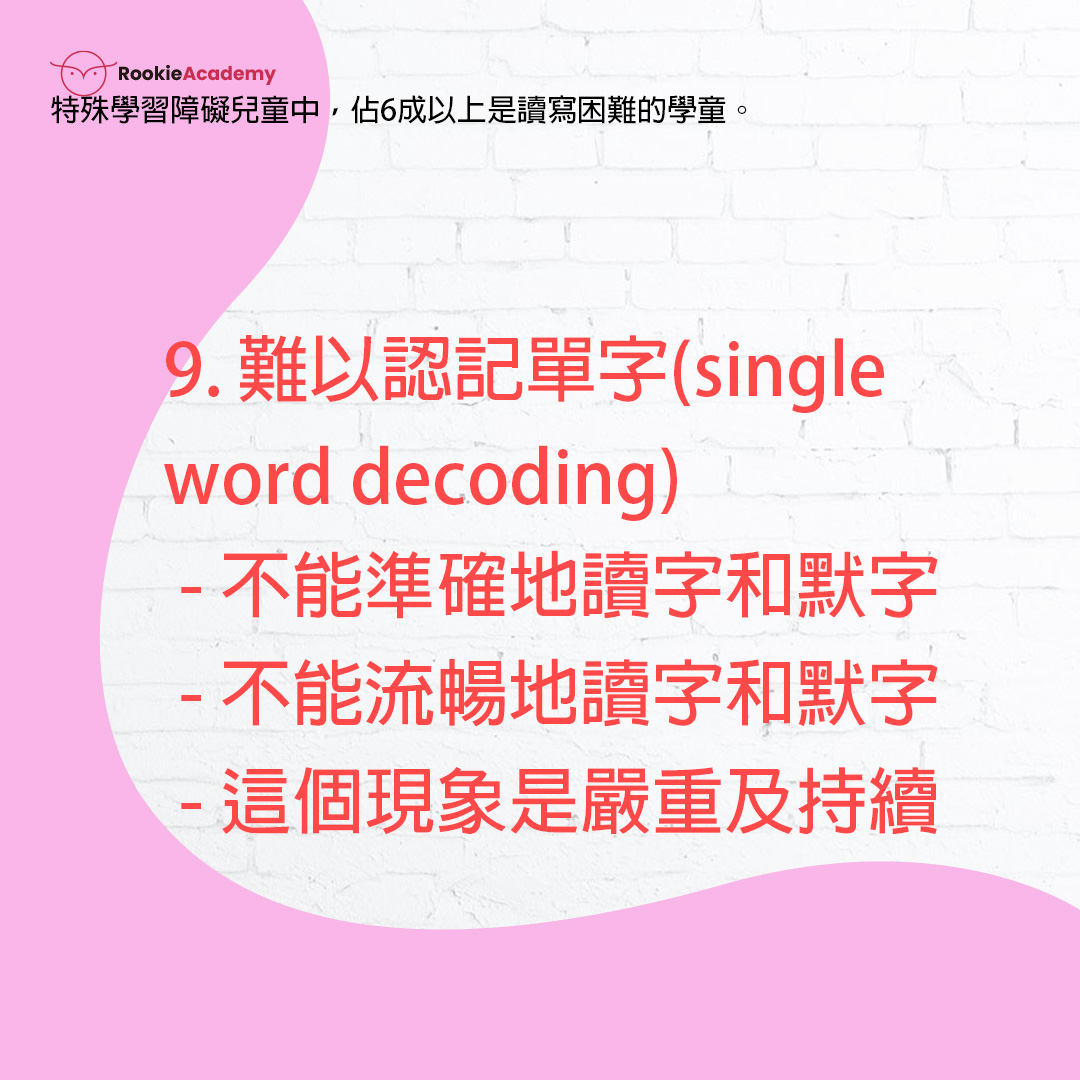 RookieAcademy
特殊學習障礙兒童中，佔6成以上是讀寫困難的學童。
9. 難以認記單字(single
word decoding)
- 不能準確地讀字和默字
- 不能流暢地讀字和默字
- 這個現象是嚴重及持續